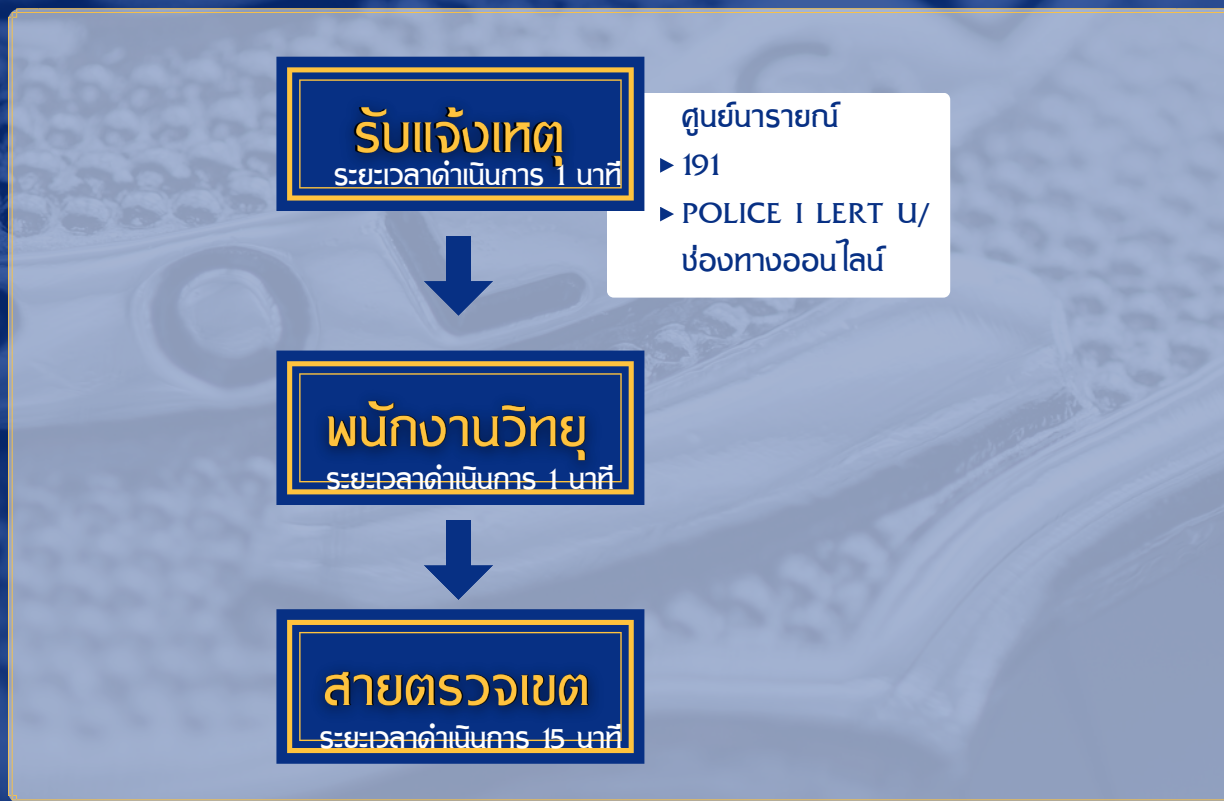 รับแจ้งเหตุ
ระยะเวลาดำเนินการ 1 นาที
ศูนย์นารายณ์
▸ 191
▸ POLICE I LERT U/
ช่องทางออนไลน์
พนักงานวิทยุ
ระยะเวลาดำเนินการ 1 นาที
สายตรวจเขต
ระยะเวลาดำเนินการ 15 นาที